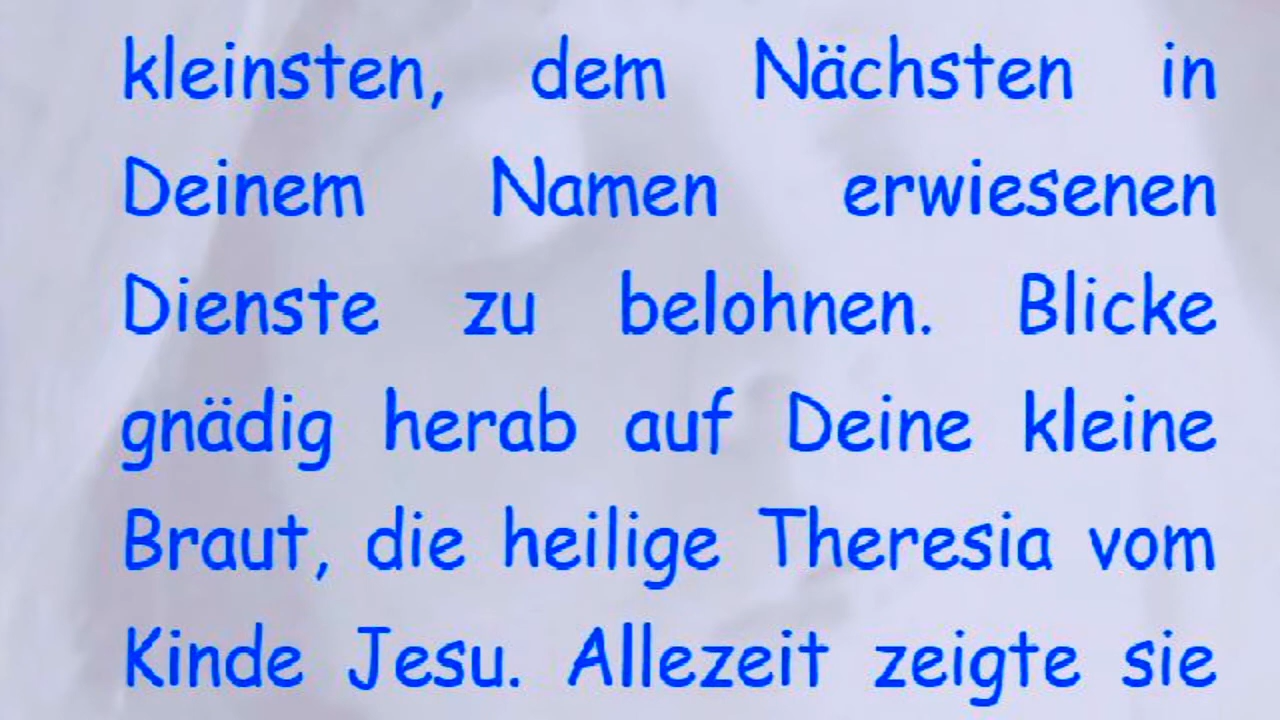 kleinsten, dem Nächsten in
Deinem Namen erwiesenen
Dienste zu belohnen. Blicke
gnädig herab auf Deine kleine
Braut, die heilige Theresia vom
Kinde Jesu. Allezeit zeigte sie